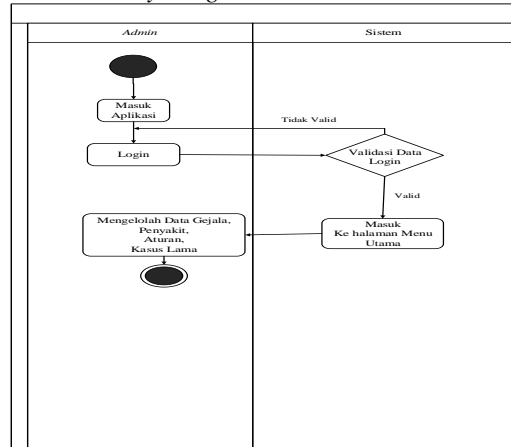 Admin
Sistem
Masuk
Aplikasi
Tidak Valid
Login
Validasi Data
Login
Valid
Mengelolah Data Gejala,
Penyakit,
Aturan,
Kasus Lama
Masuk
Ke halaman Menu
Utama